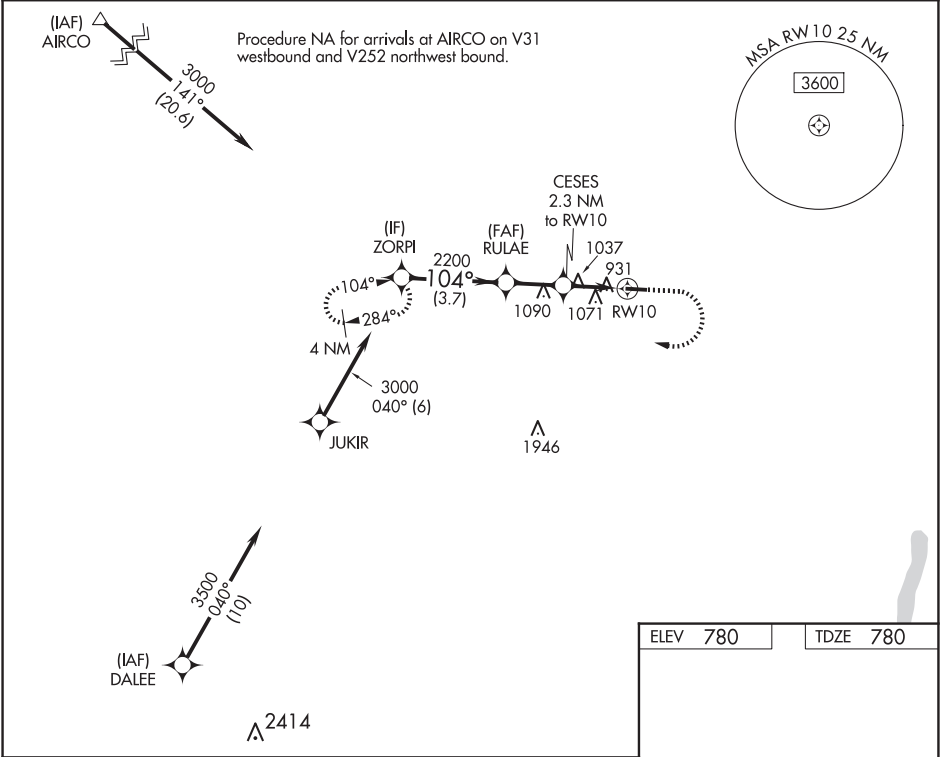 (IAF)
AIRCO
Procedure NA for arrivals at AIRCO on V31
westbound and V252 northwest bound.
MSA RW10 25 NM
3600
3000
141°
(20.6)
CESES
2.3 NM
to RW10
(IF)
ZORPI
(FAF)
RULAE
1037
2200
104°
(3.7)
931
104°
284°
1090
1071
RW10
4 NM
3000
040° (6)
JUKIR
1946
3500
040°
(10)
(IAF)
DALEE
2414
ELEV 780
TDZE 780